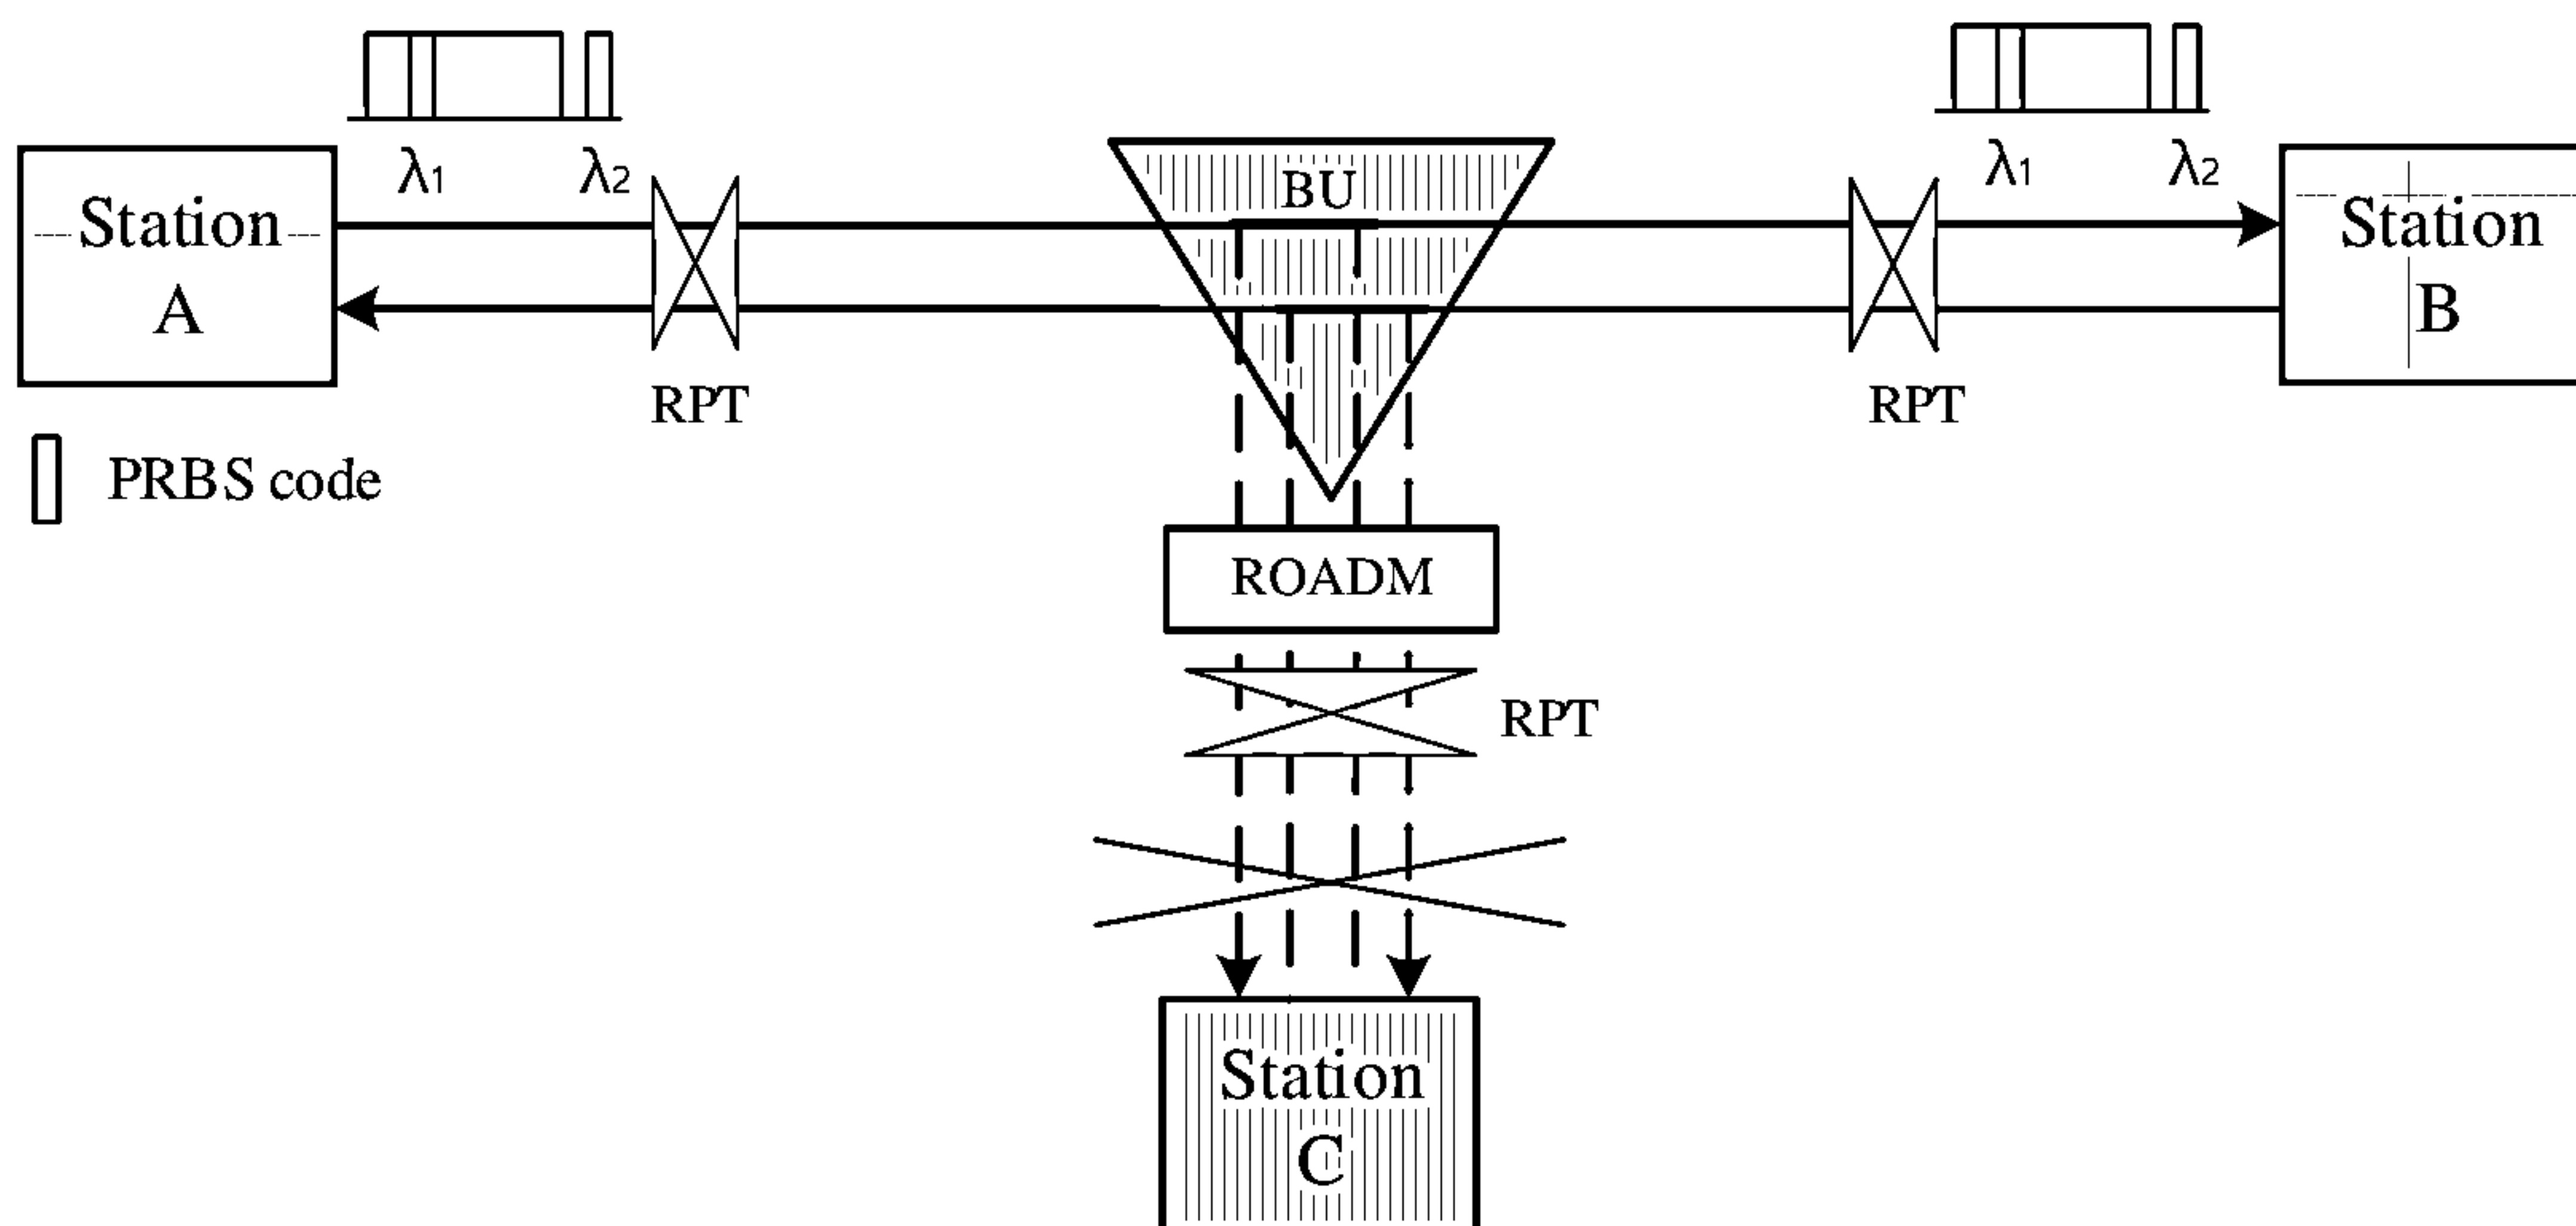 λ1 λ2
λ1 λ2
Station
A
BU
Station
B
RPT
RPT
PRBS code
ROADM
RPT
Station
C